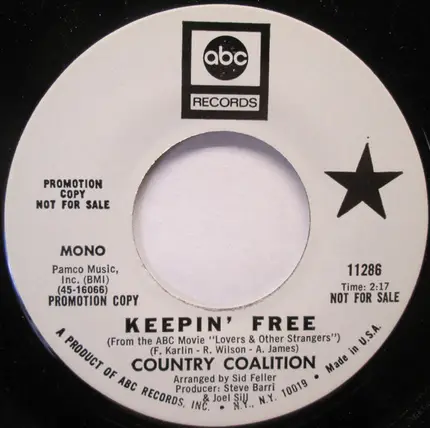 abc
RECORDS
PROMOTION
COPY
NOT FOR SALE
MONO
Pamco Music,
Inc. (BMI)
(45-16066)
PROMOTION COPY
11286
Time: 2:17
NOT FOR SALE
KEEPIN' FREE
(From the ABC Movie "Lovers & Other Strangers")
(F. Karlin - R. Wilson - A. James)
COUNTRY COALITION
Arranged by Sid Feller
Producer: Steve Barri
& Joel Sill
A PRODUCT OF ABC RECORDS, INC. • N.Y., N.Y. 10019 • Made in U.S.A.